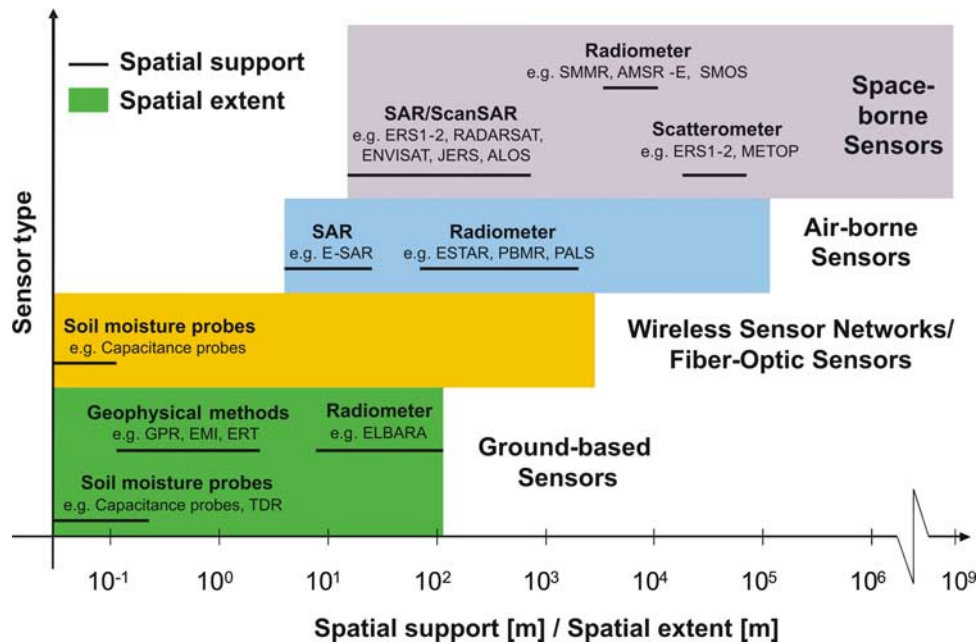 Spatial support
Spatial extent
Radiometer
e.g. SMMR, AMSR -E, SMOS
SAR/ScanSAR
e.g. ERS1-2, RADARSAT,
ENVISAT, JERS, ALOS
Scatterometer
e.g. ERS1-2, METOP
Space-
borne
Sensors
SAR
e.g. E-SAR
Radiometer
e.g. ESTAR, PBMR, PALS
Air-borne
Sensors
Soil moisture probes
e.g. Capacitance probes
Wireless Sensor Networks/
Fiber-Optic Sensors
Geophysical methods
e.g. GPR, EMI, ERT
Radiometer
e.g. ELBARA
Ground-based
Sensors
Soil moisture probes
e.g. Capacitance probes, TDR
Sensor type
10⁻¹ 10⁰ 10¹ 10² 10³ 10⁴ 10⁵ 10⁶ 10⁹
Spatial support [m] / Spatial extent [m]